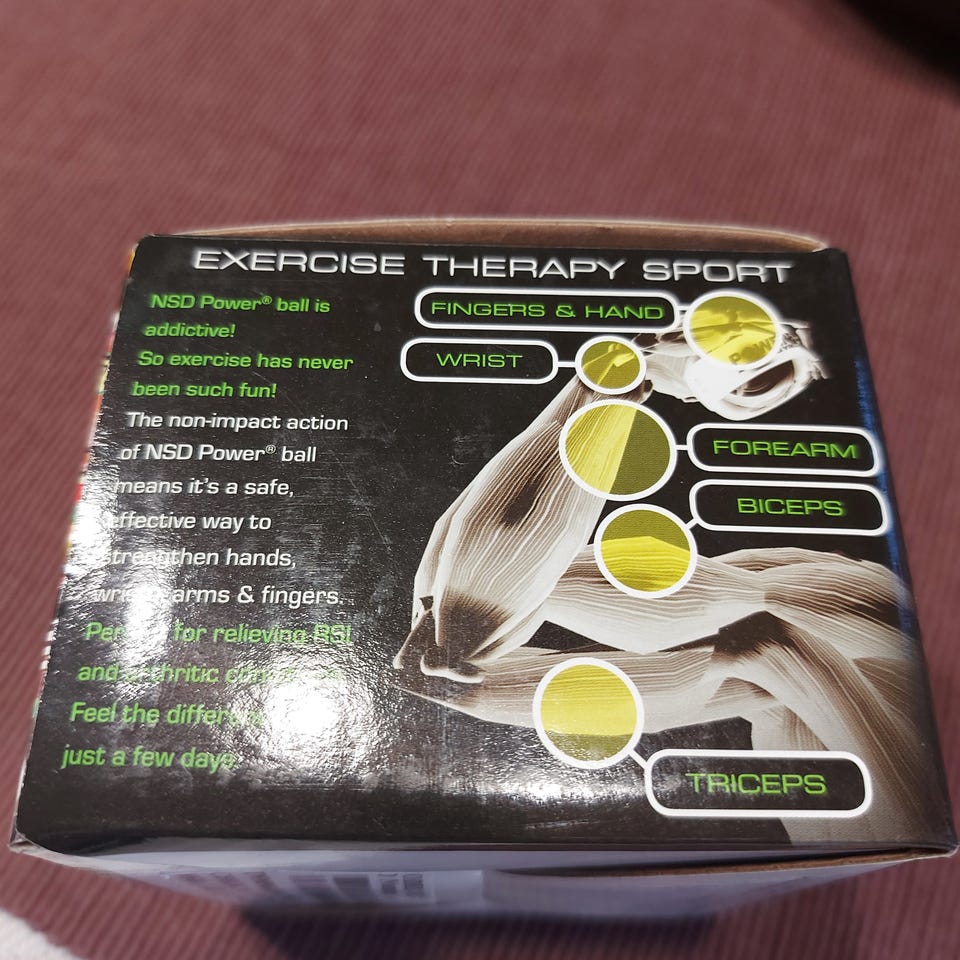 EXERCISE THERAPY SPORT
NSD Power® ball is
addictive!
So exercise has never
been such fun!
The non-impact action
of NSD Power® ball
means it's a safe,
effective way to
strengthen hands,
arms & fingers.
for relieving RSI
and arthritic
Feel the
just a few days
FINGERS & HAND
WRIST
FOREARM
BICEPS
TRICEPS